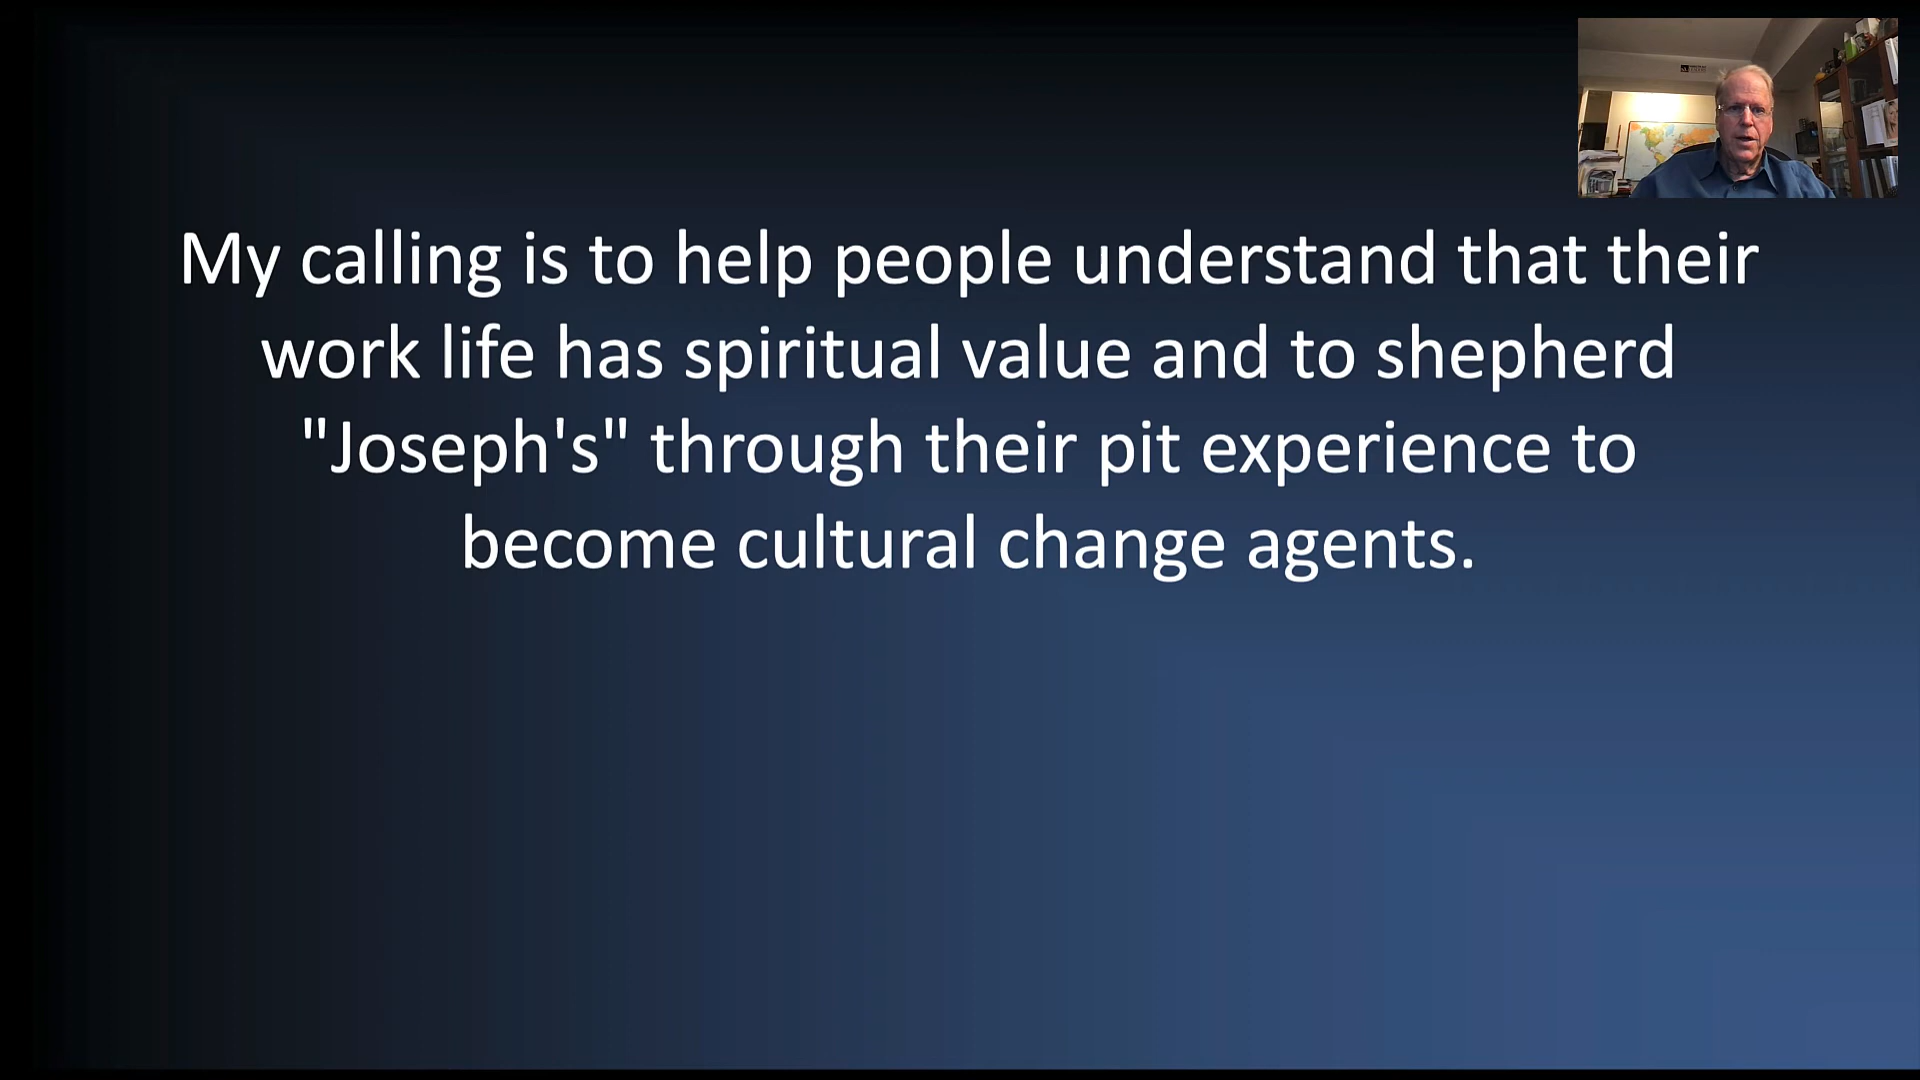 My calling is to help people understand that their
work life has spiritual value and to shepherd
"Joseph's" through their pit experience to
become cultural change agents.